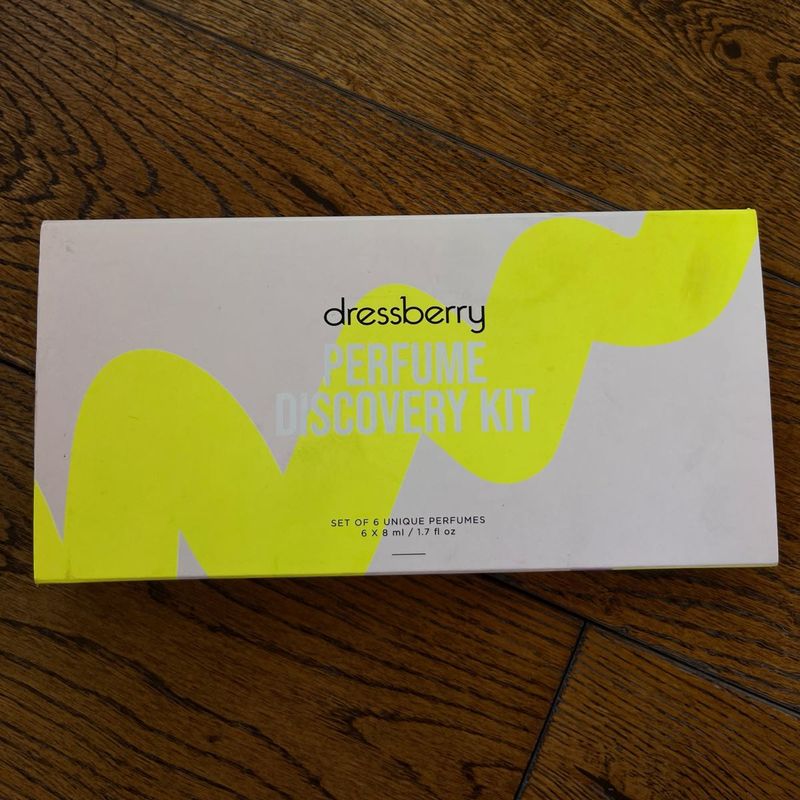 dressberry
PERFUME
DISCOVERY KIT
SET OF 6 UNIQUE PERFUMES
6 X 8 ml / 1.7 fl oz